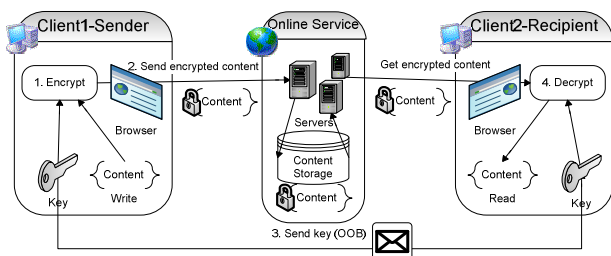 Client1-Sender
Online Service
Client2-Recipient
1. Encrypt
2. Send encrypted content
Get encrypted content
4. Decrypt
{Content}
{Content}
Browser
Servers
Browser
{Content}
Content
Storage
{Content}
Key
Write
{Content}
Read
Key
3. Send key (OOB)